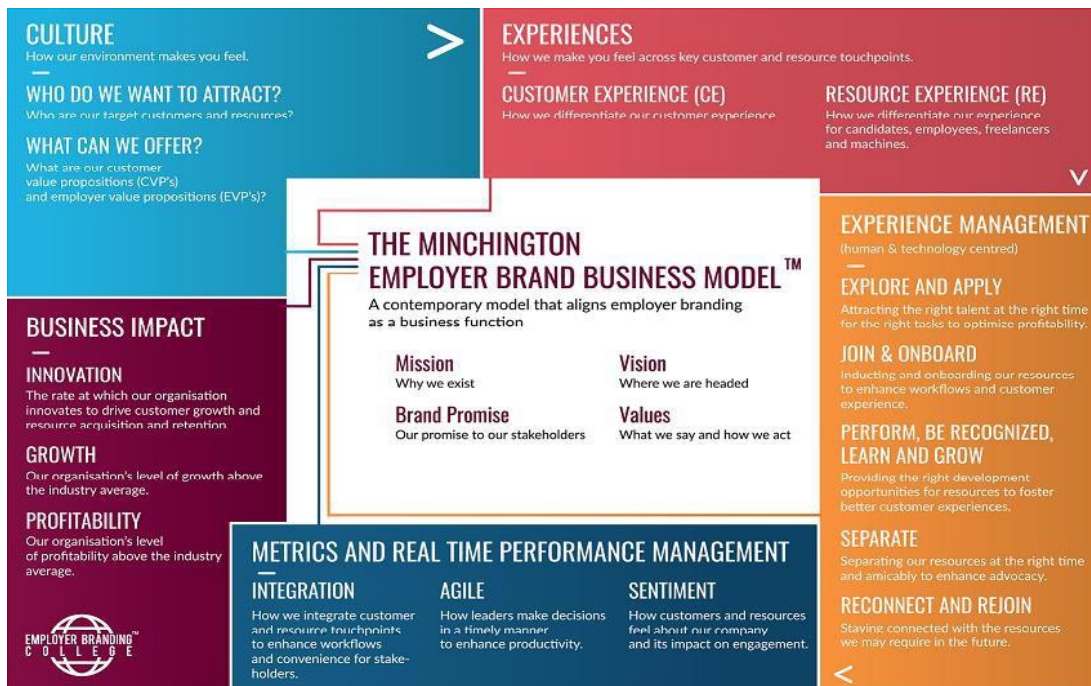 CULTURE
How our environment makes you feel.
WHO DO WE WANT TO ATTRACT?
Who are our target customers and resources?
WHAT CAN WE OFFER?
What are our customer
value propositions (CVP's)
and employer value propositions (EVP's)?
>
EXPERIENCES
How we make you feel across key customer and resource touchpoints.
CUSTOMER EXPERIENCE (CE)
How we differentiate our customer experience
RESOURCE EXPERIENCE (RE)
How we differentiate our experience
for candidates, employees, freelancers
and machines.
THE MINCHINGTON
EMPLOYER BRAND BUSINESS MODEL™
A contemporary model that aligns employer branding
as a business function
Mission
Why we exist
Vision
Where we are headed
Brand Promise
Our promise to our stakeholders
Values
What we say and how we act
EXPERIENCE MANAGEMENT
(human & technology centred)
EXPLORE AND APPLY
Attracting the right talent at the right time
for the right tasks to optimize profitability.
JOIN & ONBOARD
Inducting and onboarding our resources
to enhance workflows and customer
experience.
PERFORM, BE RECOGNIZED,
LEARN AND GROW
Providing the right development
opportunities for resources to foster
better customer experiences.
SEPARATE
Separating our resources at the right time
and amicably to enhance advocacy.
RECONNECT AND REJOIN
Staying connected with the resources
we may require in the future.
<
METRICS AND REAL TIME PERFORMANCE MANAGEMENT
INTEGRATION
How we integrate customer
and resource touchpoints
to enhance workflows
and convenience for stake-
holders.
AGILE
How leaders make decisions
in a timely manner
to enhance productivity.
SENTIMENT
How customers and resources
feel about our company
and its impact on engagement.
BUSINESS IMPACT
INNOVATION
The rate at which our organisation
innovates to drive customer growth and
resource acquisition and retention
GROWTH
Our organisation's level of growth above
the industry average.
PROFITABILITY
Our organisation's level
of profitability above the industry
average.
EMPLOYER BRANDING™
COLLEGE